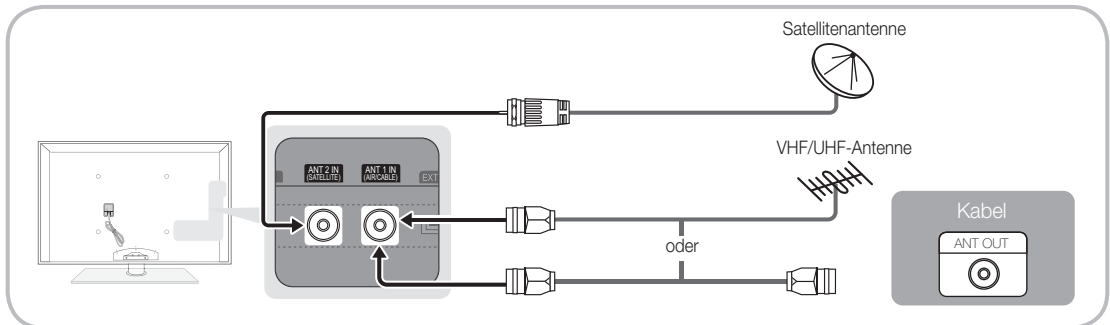 Satellitenantenne
VHF/UHF-Antenne
ANT 2 IN
(SATELLITE)
ANT 1 IN
(AIR/CABLE)
EXT
oder
Kabel
ANT OUT